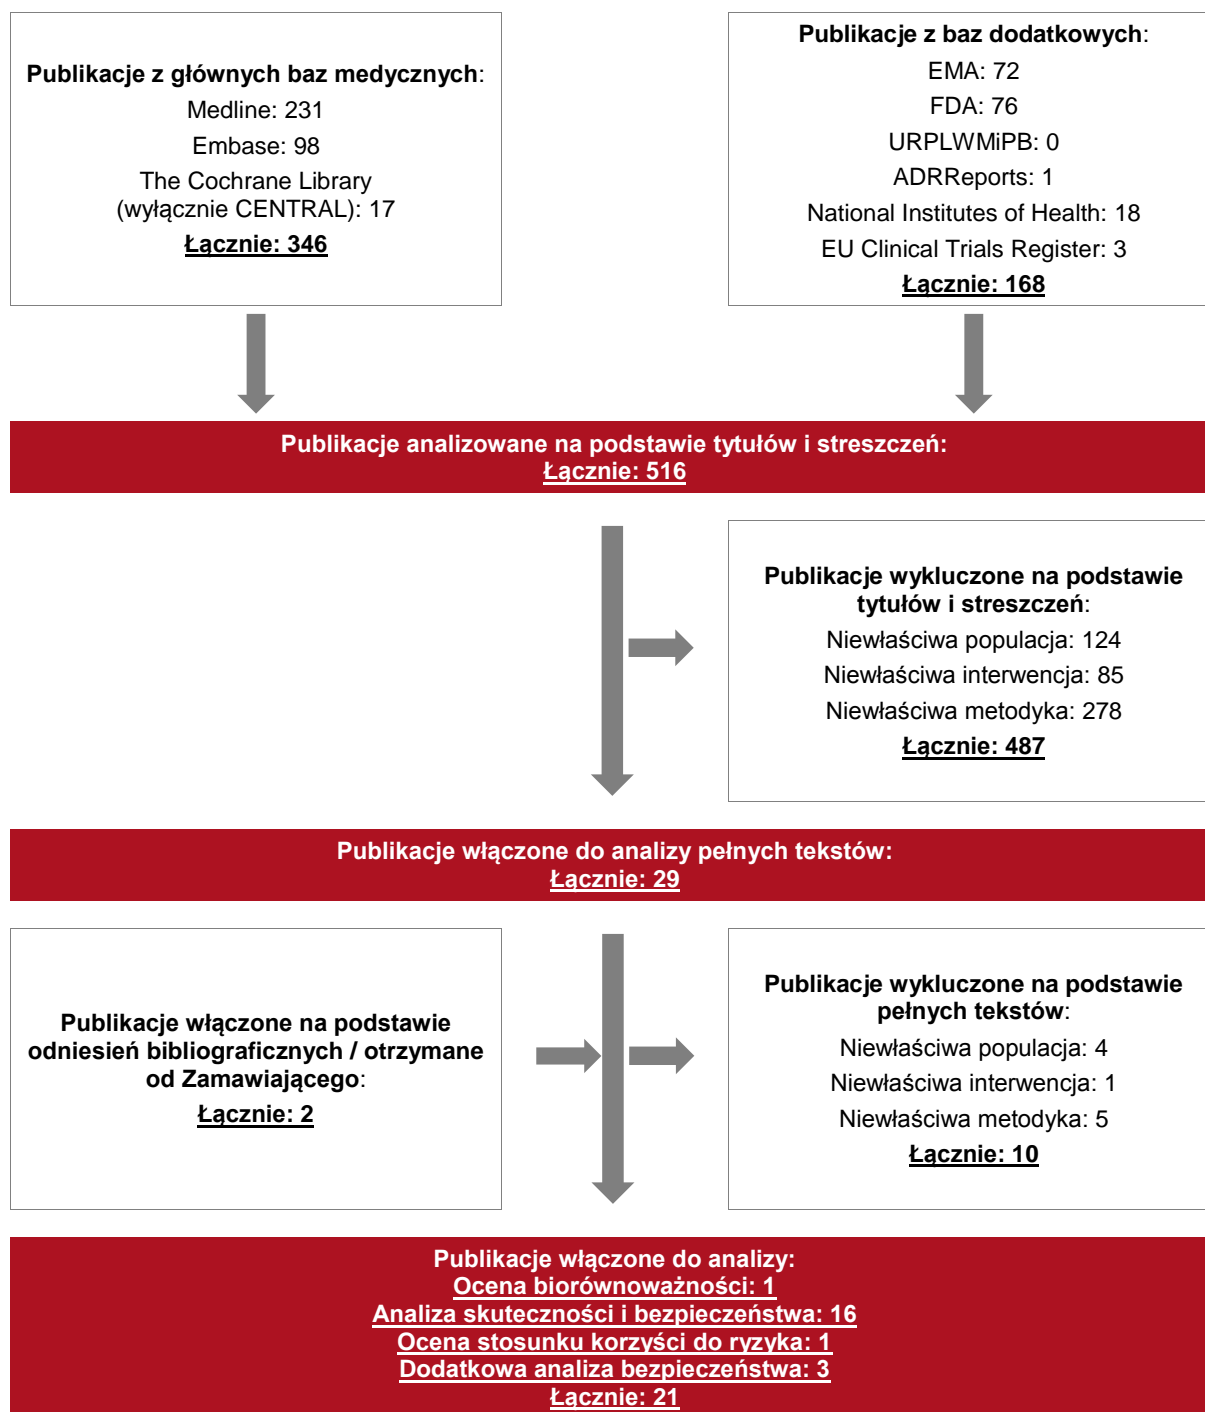 Publikacje z głównych baz medycznych:
Medline: 231
Embase: 98
The Cochrane Library
(wyłącznie CENTRAL): 17
Łącznie: 346
Publikacje z baz dodatkowych:
EMA: 72
FDA: 76
URPLWMiPB: 0
ADRReports: 1
National Institutes of Health: 18
EU Clinical Trials Register: 3
Łącznie: 168
Publikacje analizowane na podstawie tytułów i streszczeń:
Łącznie: 516
Publikacje wykluczone na podstawie
tytułów i streszczeń:
Niewłaściwa populacja: 124
Niewłaściwa interwencja: 85
Niewłaściwa metodyka: 278
Łącznie: 487
Publikacje włączone do analizy pełnych tekstów:
Łącznie: 29
Publikacje włączone na podstawie
odniesień bibliograficznych / otrzymane
od Zamawiającego:
Łącznie: 2
Publikacje wykluczone na podstawie
pełnych tekstów:
Niewłaściwa populacja: 4
Niewłaściwa interwencja: 1
Niewłaściwa metodyka: 5
Łącznie: 10
Publikacje włączone do analizy:
Ocena biorównoważności: 1
Analiza skuteczności i bezpieczeństwa: 16
Ocena stosunku korzyści do ryzyka: 1
Dodatkowa analiza bezpieczeństwa: 3
Łącznie: 21